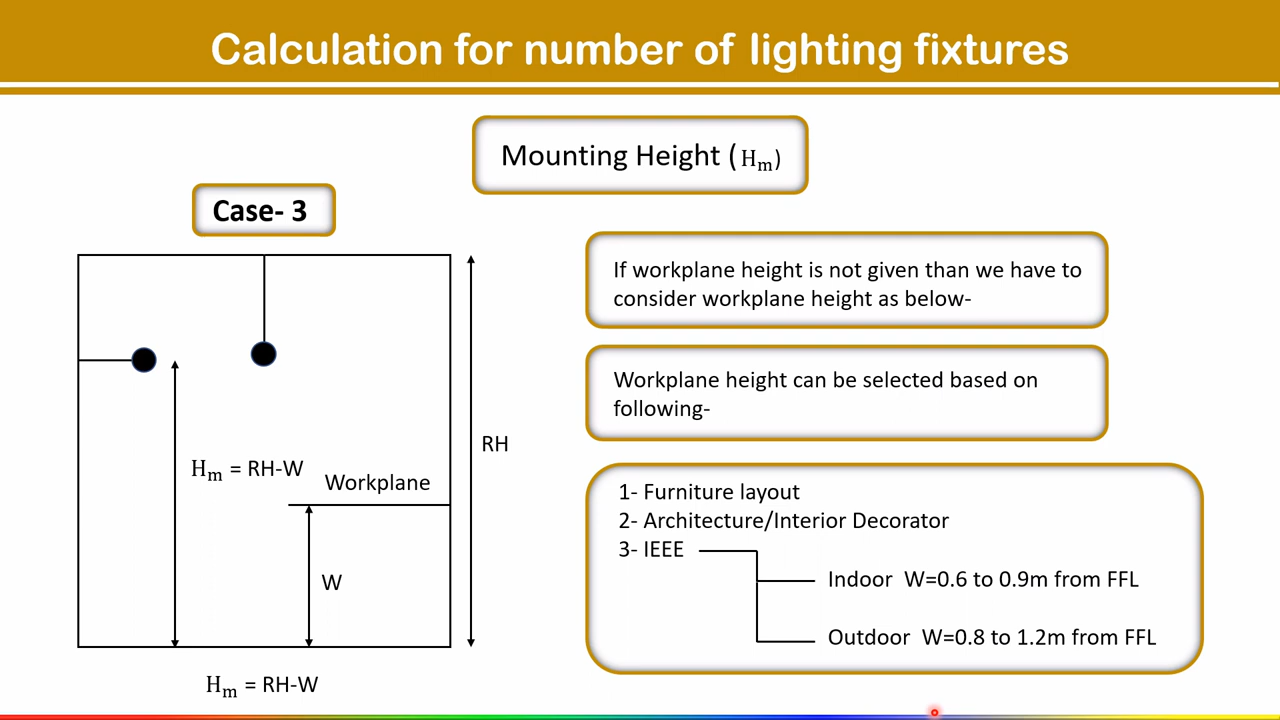 Calculation for number of lighting fixtures
Mounting Height (Hₘ)
Case- 3
RH
Hₘ = RH-W
Workplane
W
Hₘ = RH-W
If workplane height is not given than we have to
consider workplane height as below-
Workplane height can be selected based on
following-
1- Furniture layout
2- Architecture/Interior Decorator
3- IEEE
Indoor W=0.6 to 0.9m from FFL
Outdoor W=0.8 to 1.2m from FFL